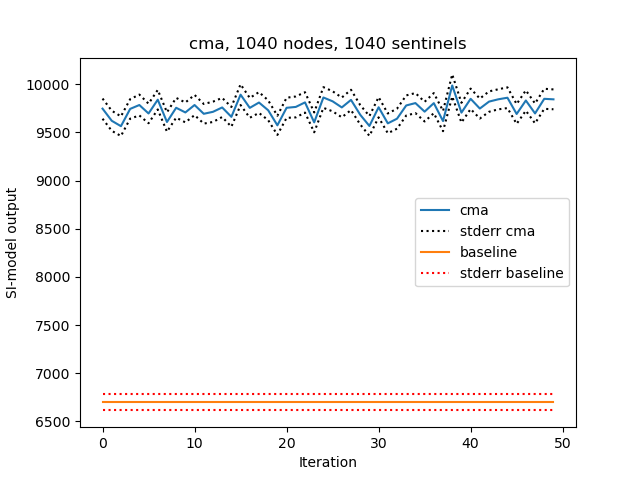 cma, 1040 nodes, 1040 sentinels
10000
9500
9000
8500
8000
7500
7000
6500
SI-model output
cma
stderr cma
baseline
stderr baseline
0 10 20 30 40 50
Iteration